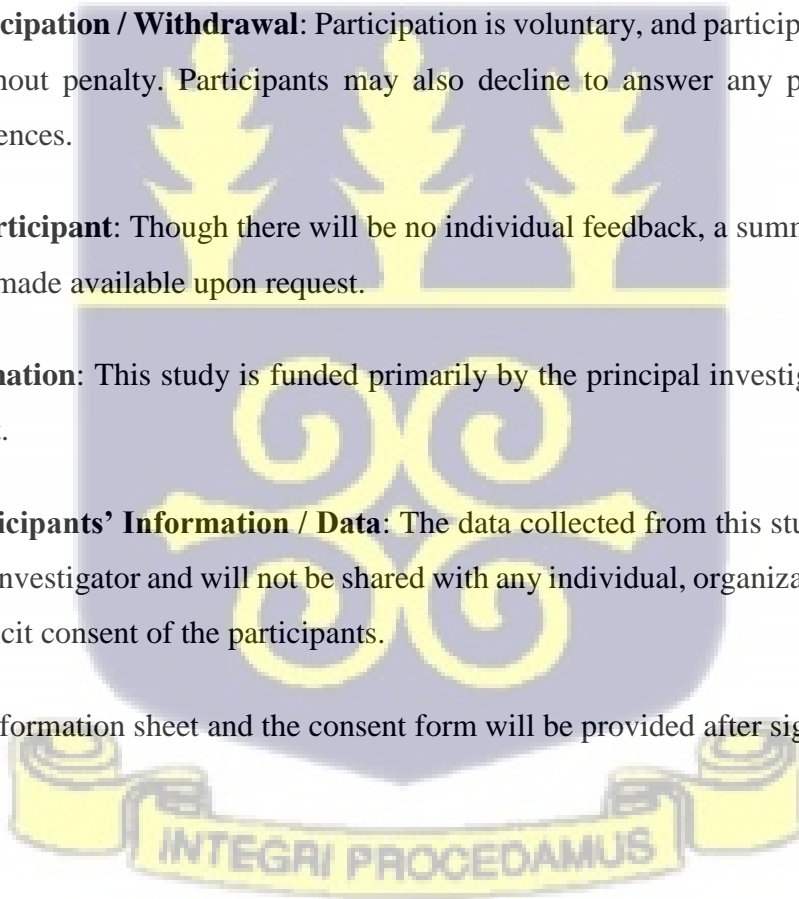 cipation / Withdrawal: Participation is voluntary, and particip
hout penalty. Participants may also decline to answer any p
ences.
rticipant: Though there will be no individual feedback, a summ
made available upon request.
nation: This study is funded primarily by the principal investig
.
icipants’ Information / Data: The data collected from this stu
nvestigator and will not be shared with any individual, organiza
icit consent of the participants.
formation sheet and the consent form will be provided after sig
INTEGRI PROCEDAMUS